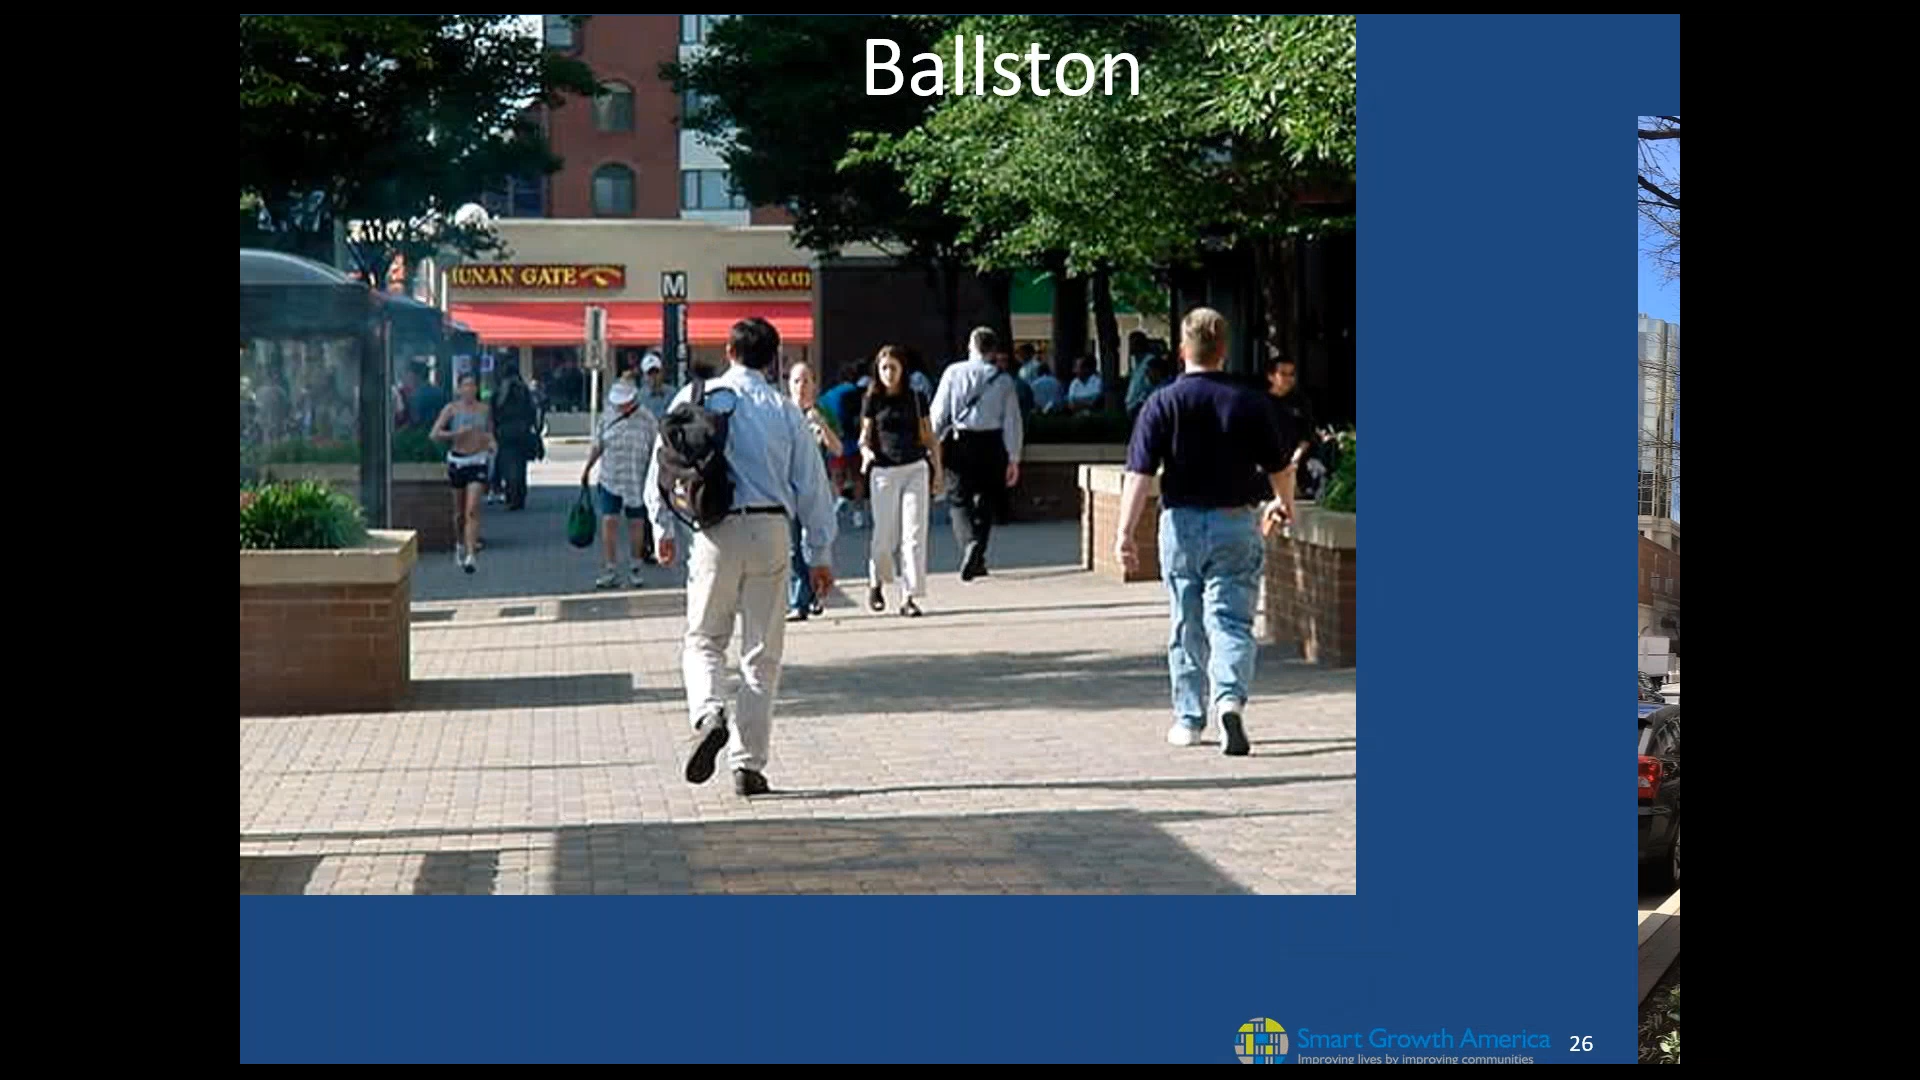 Ballston
HUNAN GATE
M
HUNAN GATE
Smart Growth America
Improving lives by improving communities
26